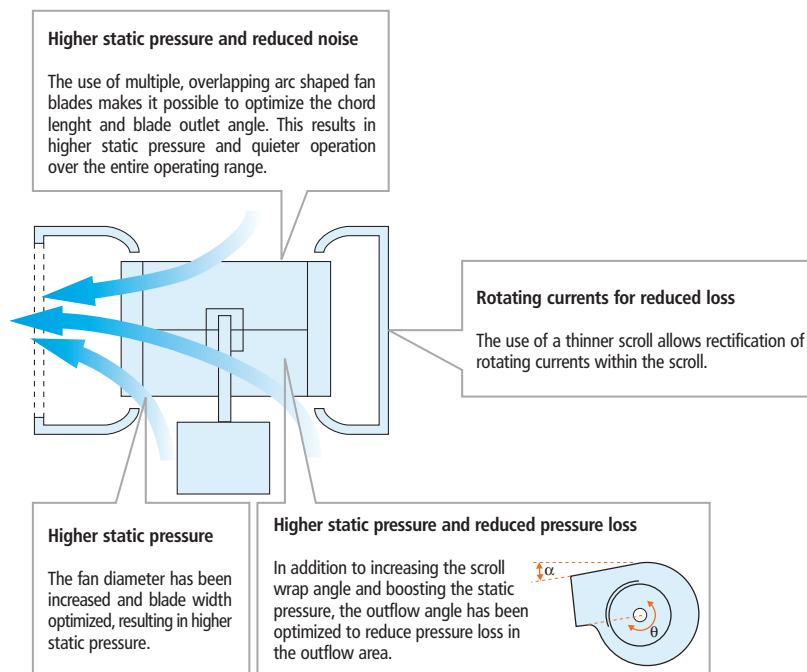 Higher static pressure and reduced noise
The use of multiple, overlapping arc shaped fan
blades makes it possible to optimize the chord
lenght and blade outlet angle. This results in
higher static pressure and quieter operation
over the entire operating range.
Rotating currents for reduced loss
The use of a thinner scroll allows rectification of
rotating currents within the scroll.
Higher static pressure
The fan diameter has been
increased and blade width
optimized, resulting in higher
static pressure.
Higher static pressure and reduced pressure loss
In addition to increasing the scroll
wrap angle and boosting the static
pressure, the outflow angle has been
optimized to reduce pressure loss in
the outflow area.
α
θ